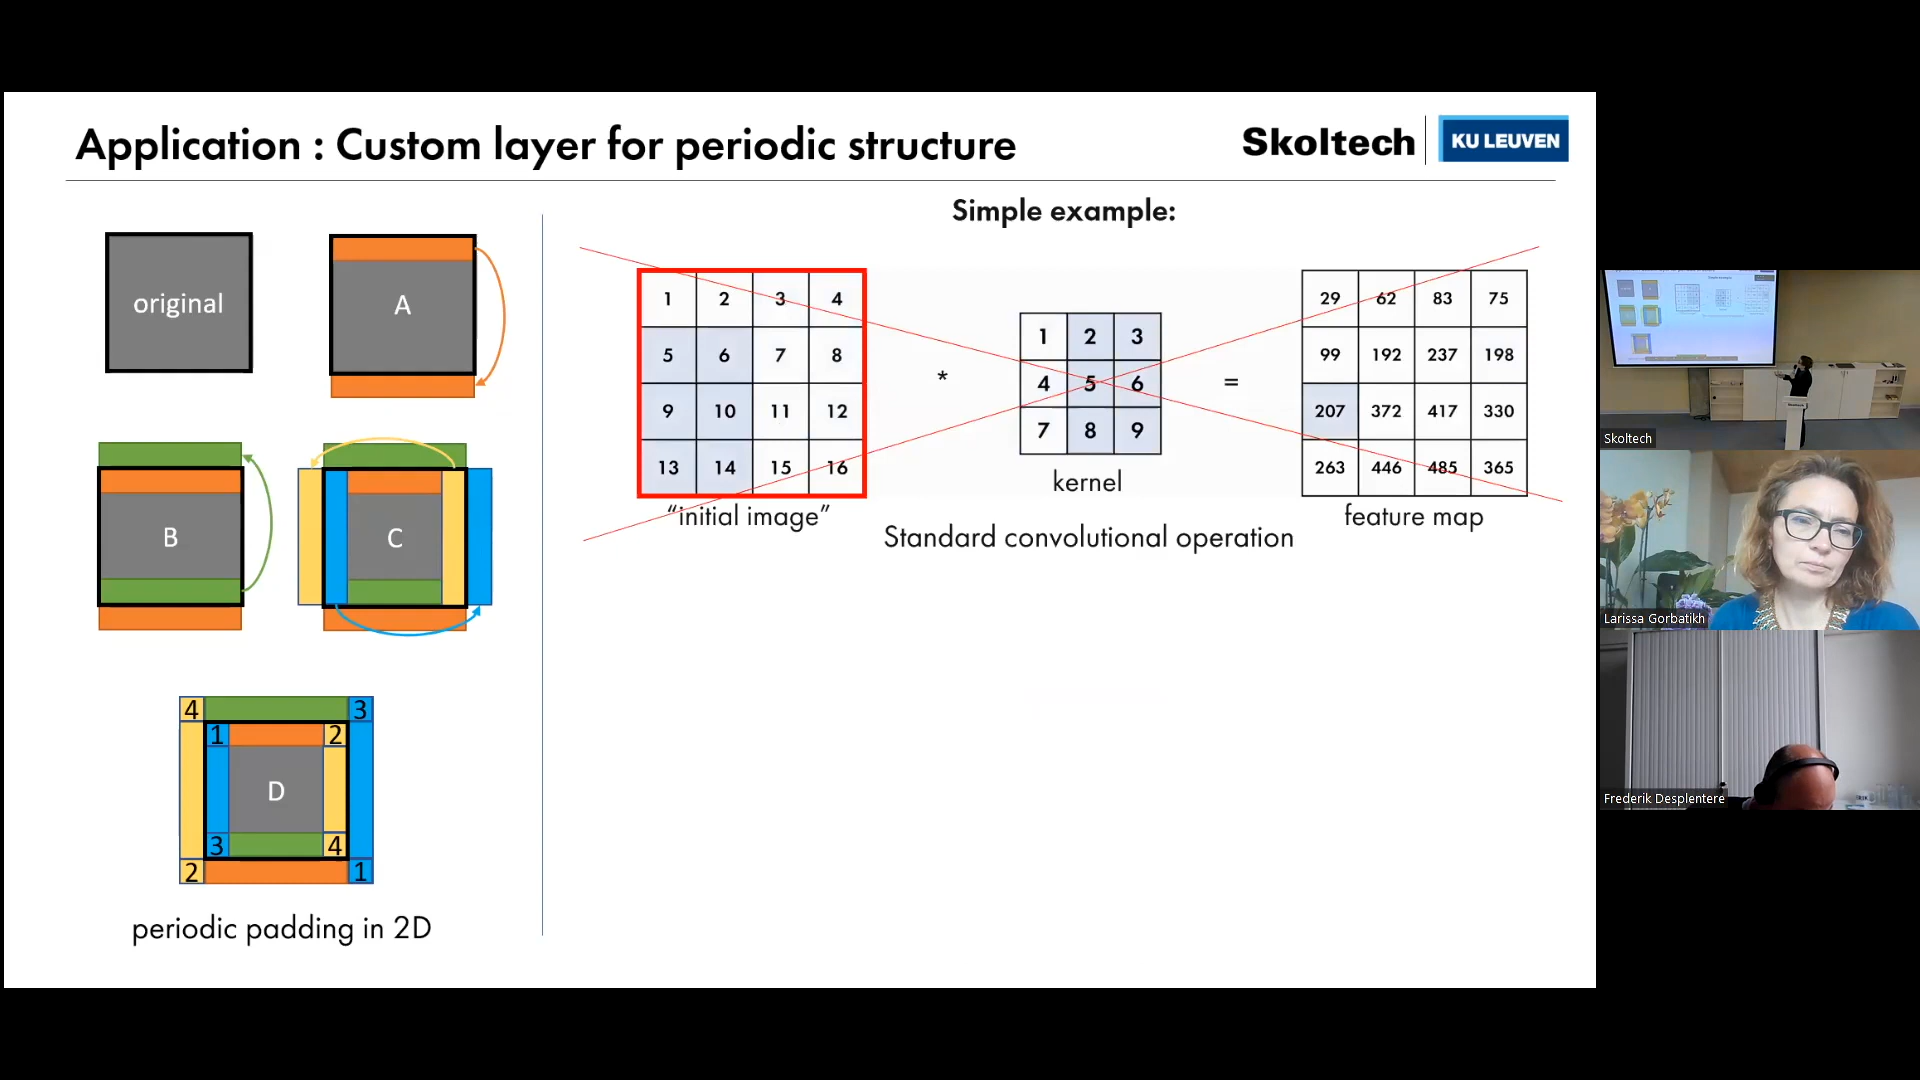 Application : Custom layer for periodic structure
Skoltech
KU LEUVEN
original
A
B
C
4 3
1 2
D
3 4
2 1
periodic padding in 2D
Simple example:
1 2 3 4
5 6 7 8
9 10 11 12
13 14 15 16
"initial image"
*
1 2 3
4 5 6
7 8 9
kernel
=
29 62 83 75
99 192 237 198
207 372 417 330
263 446 485 365
feature map
Standard convolutional operation
Skoltech
Larissa Gorbatikh
Frederik Desplentere